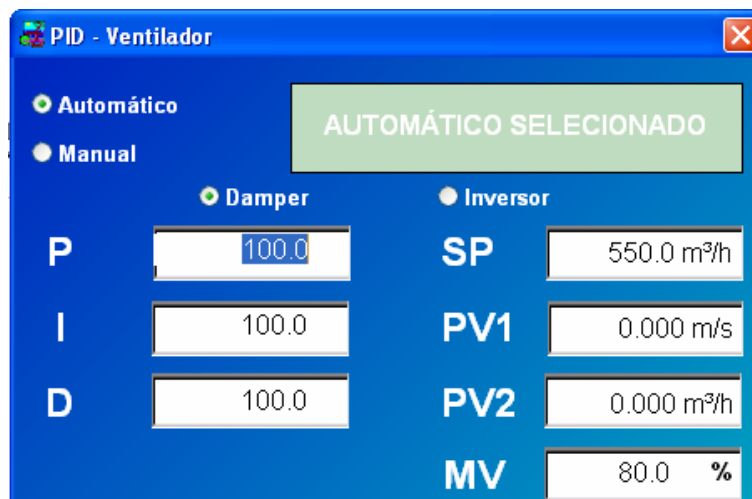 PID - Ventilador
Automático
AUTOMÁTICO SELECIONADO
Manual
Damper Inversor
P 100.0 SP 550.0 m³/h
I 100.0 PV1 0.000 m/s
D 100.0 PV2 0.000 m³/h
MV 80.0 %